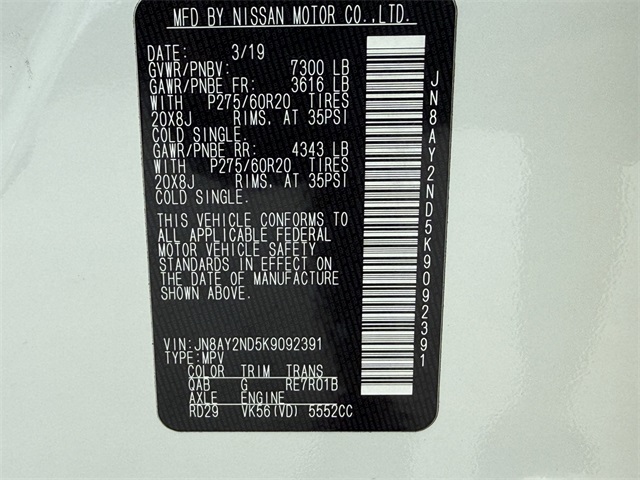 MFD BY NISSAN MOTOR CO.,LTD.
3/19
GVWR/PNBV: 7300 LB
GAWR/PNBE FR: 3616 LB
WITH P275/60R20 TIRES
20X8J RIMS, AT 35PSI
COLD SINGLE.
GAWR/PNBE RR: 4343 LB
WITH P275/60R20 TIRES
20X8J RIMS, AT 35PSI
COLD SINGLE.
THIS VEHICLE CONFORMS TO
ALL APPLICABLE FEDERAL
MOTOR VEHICLE SAFETY
STANDARDS IN EFFECT ON
THE DATE OF MANUFACTURE
SHOWN ABOVE.
VIN:JN8AY2ND5K9092391
TYPE:MPV
COLOR TRIM TRANS
QAB G RE7R01B
AXLE ENGINE
RD29 VK56(VD) 5552CC
JN8AY2ND5K9092391